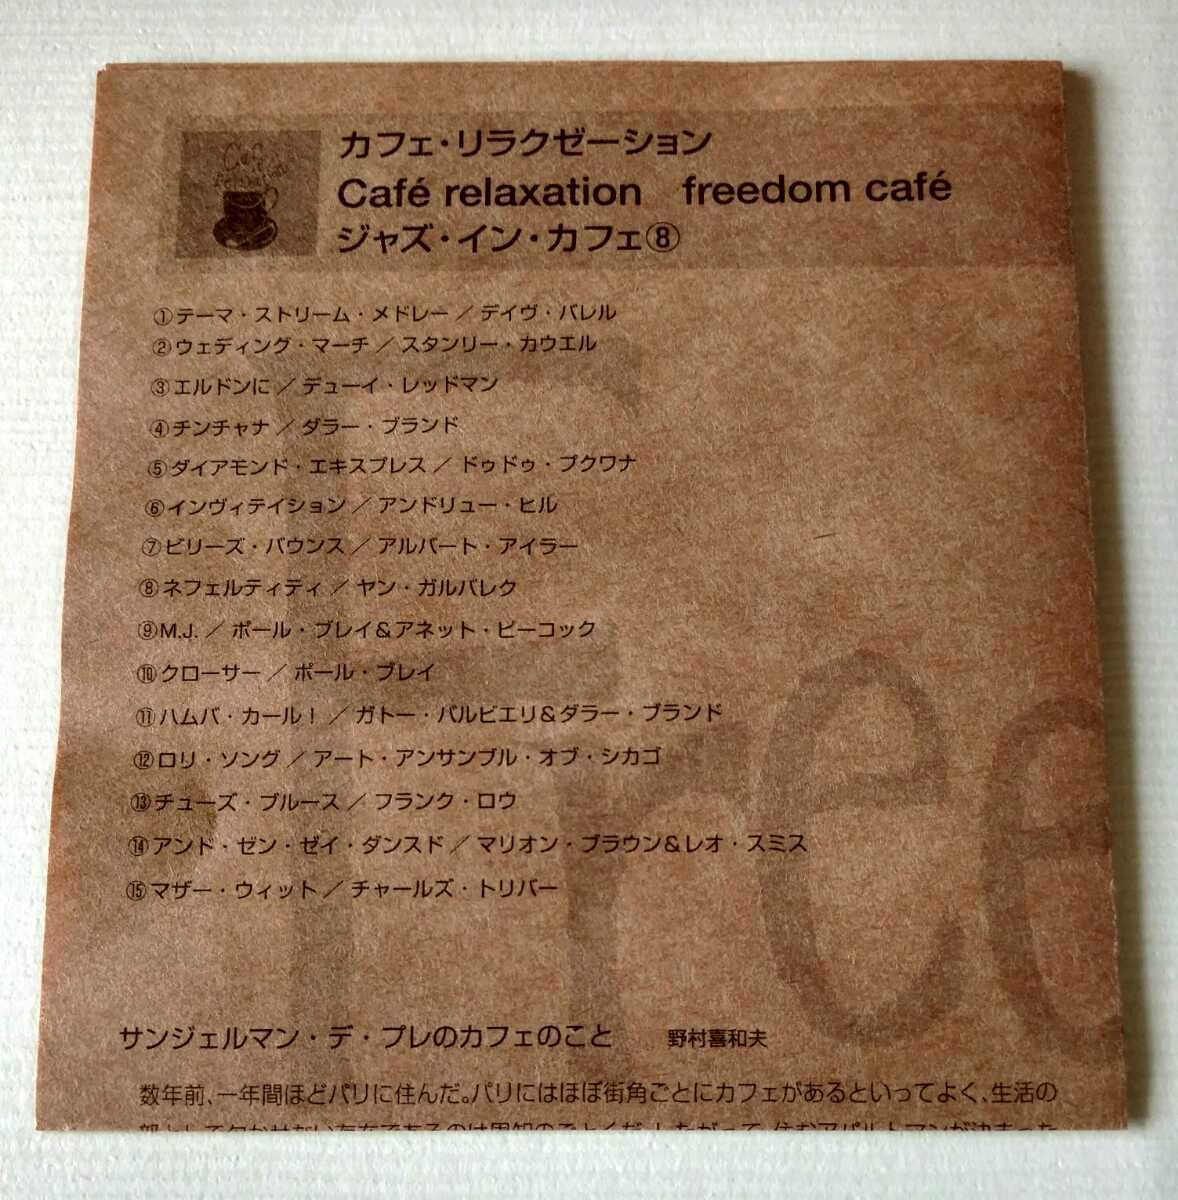 カフェ・リラクゼーション
Café relaxation　freedom café
ジャズ・イン・カフェ⑧
①テーマ・ストリーム・メドレー／デイヴ・バレル
②ウェディング・マーチ／スタンリー・カウエル
③エルドンに／デューイ・レッドマン
④チンチャナ／ダラー・ブランド
⑤ダイアモンド・エキスプレス／ドゥドゥ・プクワナ
⑥インヴィテイション／アンドリュー・ヒル
⑦ビリーズ・バウンス／アルバート・アイラー
⑧ネフェルティティ／ヤン・ガルバレク
⑨M.J.／ポール・ブレイ&アネット・ピーコック
⑩クローサー／ポール・ブレイ
⑪ハムバ・カール！／ガトー・バルビエリ&ダラー・ブランド
⑫ロリ・ソング／アート・アンサンブル・オブ・シカゴ
⑬チューズ・ブルース／フランク・ロウ
⑭アンド・ゼン・ゼイ・ダンスド／マリオン・ブラウン&レオ・スミス
⑮マザー・ウィット／チャールズ・トリバー
サンジェルマン・デ・プレのカフェのこと　野村喜和夫
数年前、一年間ほどパリに住んだ。パリにはほぼ街角ごとにカフェがあるといってよく、生活の